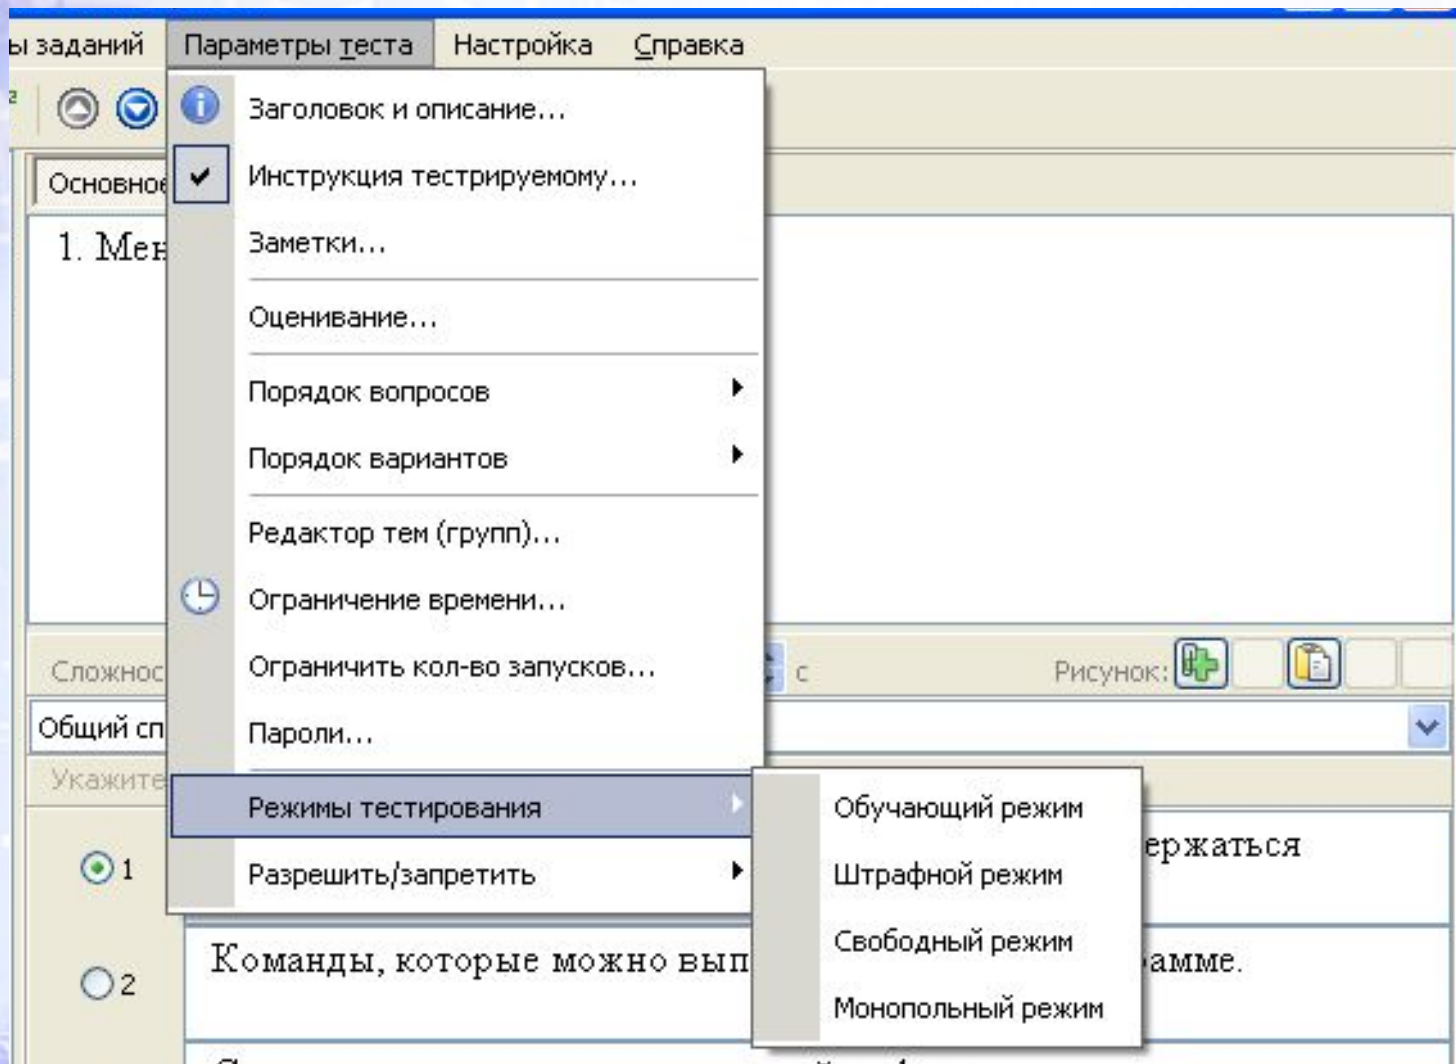 ы заданий Параметры теста Настройка Справка
Заголовок и описание...
Основное
Инструкция тестрируемому...
1. Мен
Заметки...
Оценивание...
Порядок вопросов
Порядок вариантов
Редактор тем (групп)...
Ограничение времени...
Сложнос
Ограничить кол-во запусков...
с
Рисунок:
Общий сп
Пароли...
Укажите
Режимы тестирования
Обучающий режим
1
ержаться
Разрешить/запретить
Штрафной режим
Свободный режим
2
Команды, которые можно вып
амме.
Монопольный режим